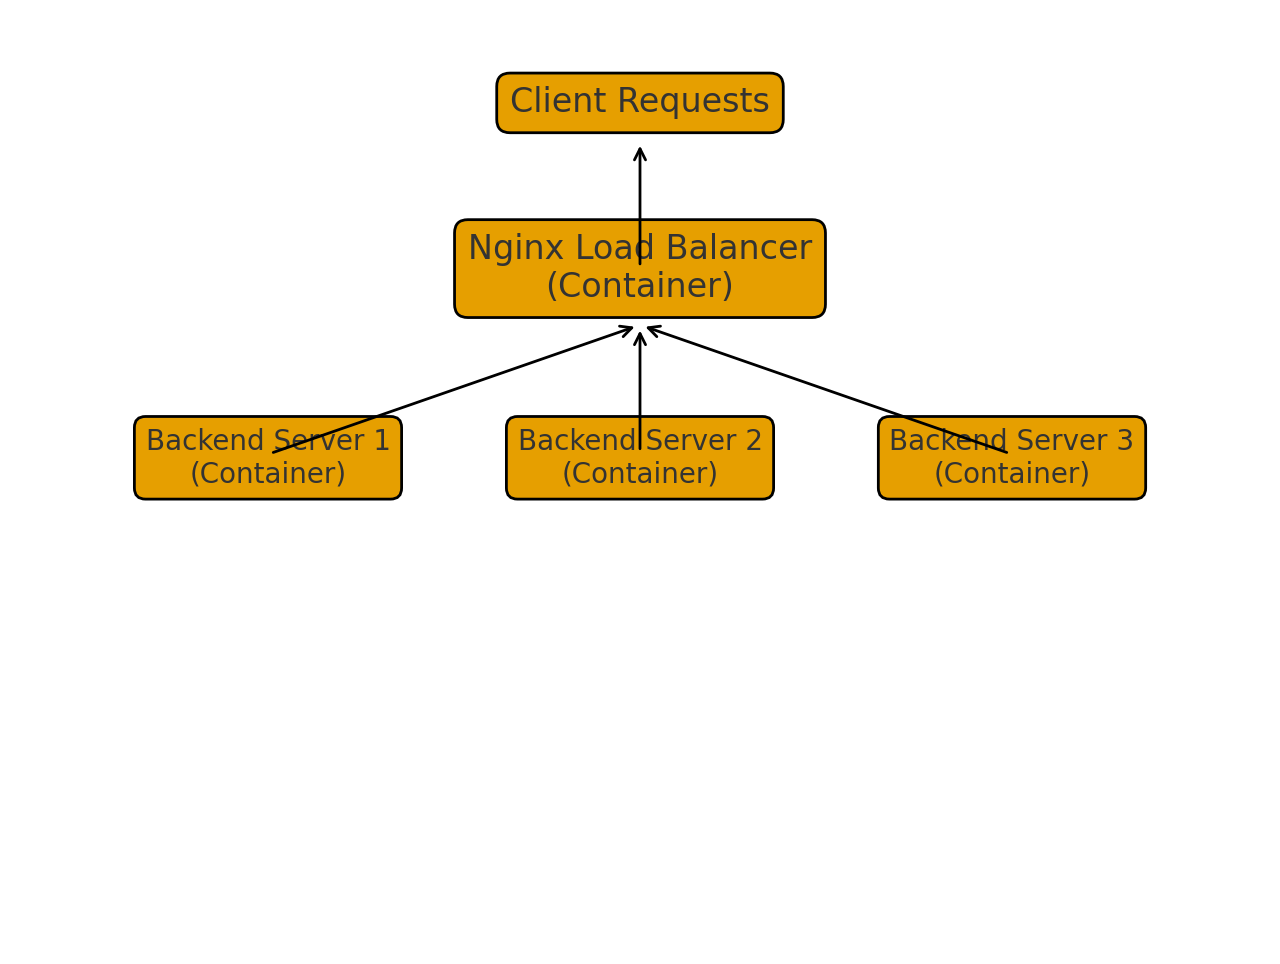 Client Requests
Nginx Load Balancer
(Container)
Backend Server 1
(Container)
Backend Server 2
(Container)
Backend Server 3
(Container)